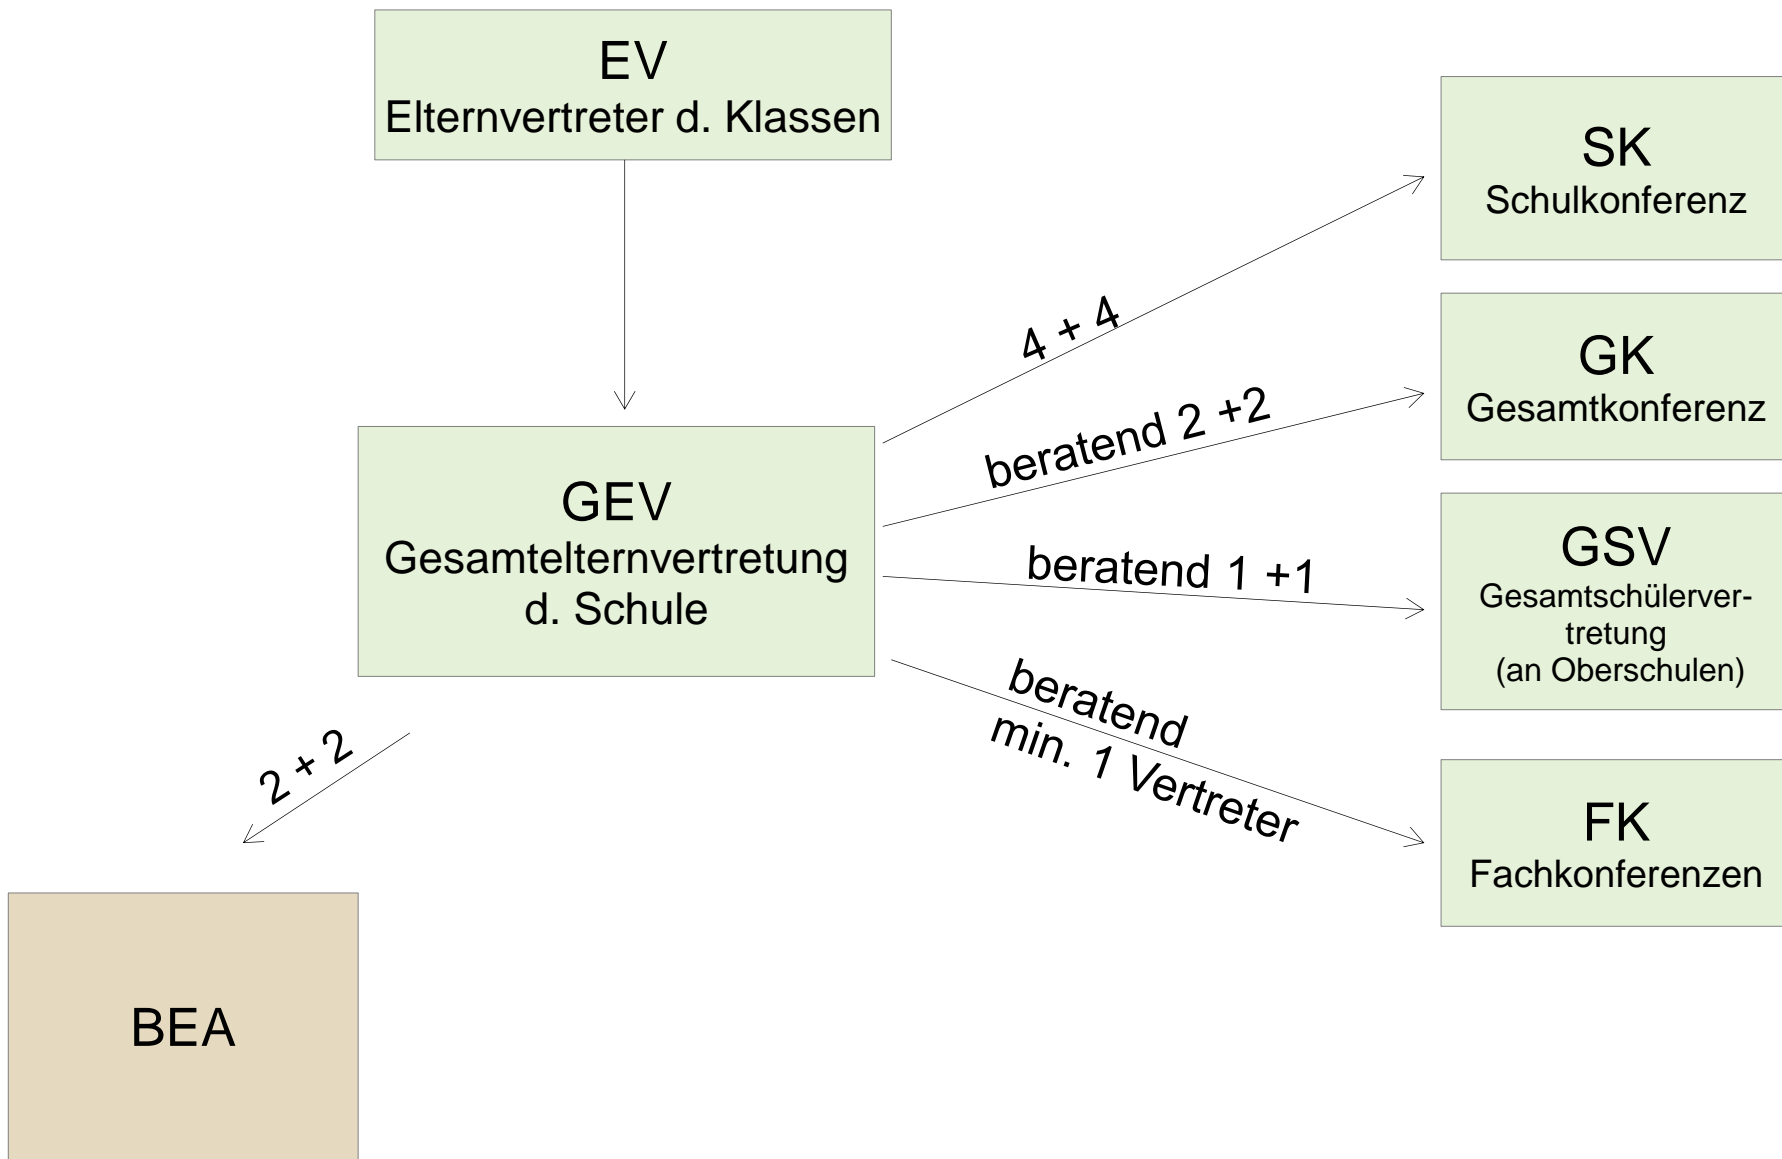 EV
Elternvertreter d. Klassen
SK
Schulkonferenz
4 + 4
GK
Gesamtkonferenz
beratend 2 +2
GEV
Gesamtelternvertretung
d. Schule
beratend 1 +1
GSV
Gesamtschülerver-
tretung
(an Oberschulen)
beratend
min. 1 Vertreter
2 + 2
FK
Fachkonferenzen
BEA